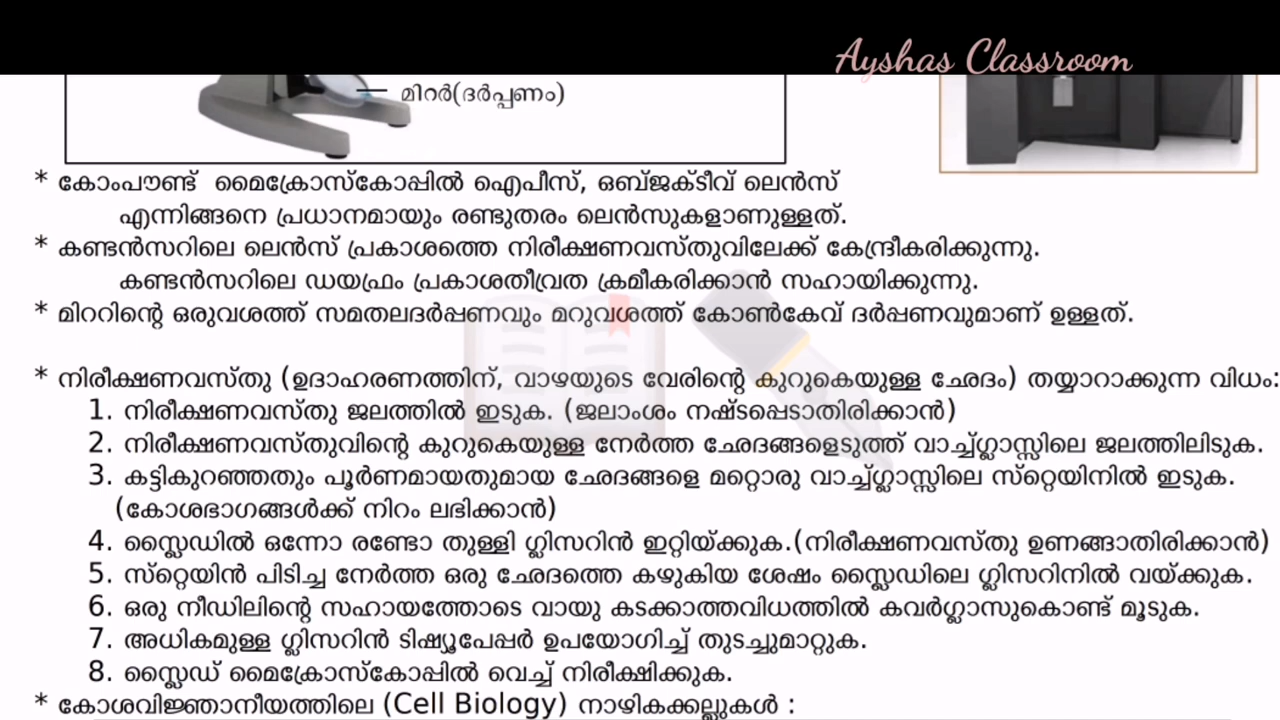 Ayshas Classroom
മിറർ(ദർപ്പണം)
* കോംപൗണ്ട് മൈക്രോസ്കോപ്പിൽ ഐപീസ്, ഒബ്ജക്ടീവ് ലെൻസ്
എന്നിങ്ങനെ പ്രധാനമായും രണ്ടുതരം ലെൻസുകളാണുള്ളത്.
* കണ്ടൻസറിലെ ലെൻസ് പ്രകാശത്തെ നിരീക്ഷണവസ്തുവിലേക്ക് കേന്ദ്രീകരിക്കുന്നു.
കണ്ടൻസറിലെ ഡയഫ്രം പ്രകാശതീവ്രത ക്രമീകരിക്കാൻ സഹായിക്കുന്നു.
* മിററിന്റെ ഒരുവശത്ത് സമതലദർപ്പണവും മറുവശത്ത് കോൺകേവ് ദർപ്പണവുമാണ് ഉള്ളത്.
* നിരീക്ഷണവസ്തു (ഉദാഹരണത്തിന്, വാഴയുടെ വേരിന്റെ കുറുകെയുള്ള ഛേദം) തയ്യാറാക്കുന്ന വിധം:
1. നിരീക്ഷണവസ്തു ജലത്തിൽ ഇടുക. (ജലാംശം നഷ്ടപ്പെടാതിരിക്കാൻ)
2. നിരീക്ഷണവസ്തുവിന്റെ കുറുകെയുള്ള നേർത്ത ഛേദങ്ങളെടുത്ത് വാച്ച്ഗ്ലാസ്സിലെ ജലത്തിലിടുക.
3. കട്ടികുറഞ്ഞതും പൂർണമായതുമായ ഛേദങ്ങളെ മറ്റൊരു വാച്ച്ഗ്ലാസ്സിലെ സ്റ്റെയിനിൽ ഇടുക.
(കോശഭാഗങ്ങൾക്ക് നിറം ലഭിക്കാൻ)
4. സ്ലൈഡിൽ ഒന്നോ രണ്ടോ തുള്ളി ഗ്ലിസറിൻ ഇറ്റിയ്ക്കുക.(നിരീക്ഷണവസ്തു ഉണങ്ങാതിരിക്കാൻ)
5. സ്റ്റെയിൻ പിടിച്ച നേർത്ത ഒരു ഛേദത്തെ കഴുകിയ ശേഷം സ്ലൈഡിലെ ഗ്ലിസറിനിൽ വയ്ക്കുക.
6. ഒരു നീഡിലിന്റെ സഹായത്തോടെ വായു കടക്കാത്തവിധത്തിൽ കവർഗ്ലാസുകൊണ്ട് മൂടുക.
7. അധികമുള്ള ഗ്ലിസറിൻ ടിഷ്യൂപേപ്പർ ഉപയോഗിച്ച് തുടച്ചുമാറ്റുക.
8. സ്ലൈഡ് മൈക്രോസ്കോപ്പിൽ വെച്ച് നിരീക്ഷിക്കുക.
* കോശവിജ്ഞാനീയത്തിലെ (Cell Biology) നാഴികക്കല്ലുകൾ :